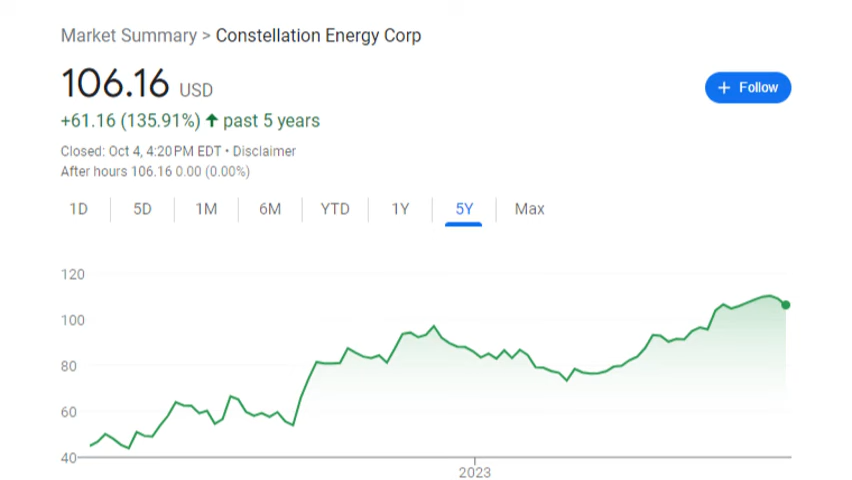 Market Summary > Constellation Energy Corp
106.16 USD
+ Follow
+61.16 (135.91%) ↑ past 5 years
Closed: Oct 4, 4:20 PM EDT • Disclaimer
After hours 106.16 0.00 (0.00%)
1D 5D 1M 6M YTD 1Y 5Y Max
120
100
80
60
40
2023